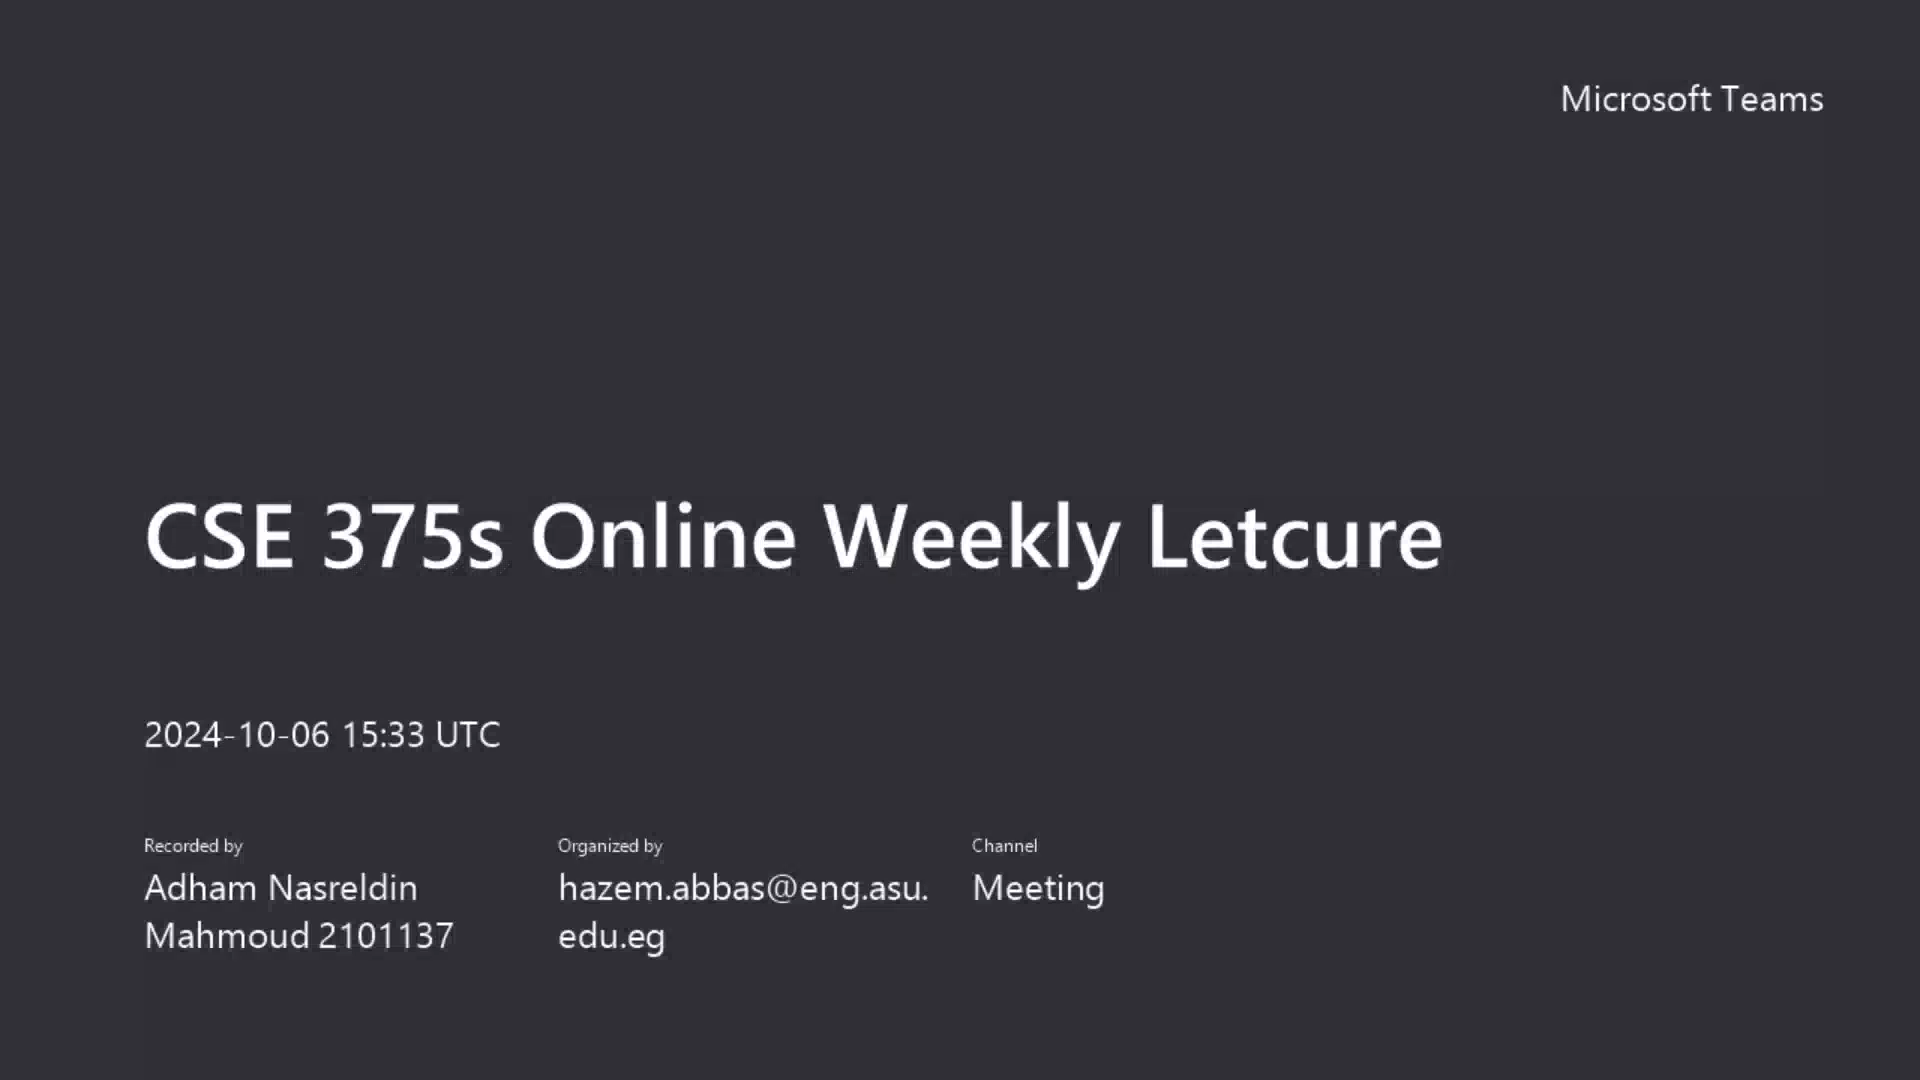 Microsoft Teams
CSE 375s Online Weekly Letcure
2024-10-06 15:33 UTC
Recorded by
Adham Nasreldin
Mahmoud 2101137
Organized by
hazem.abbas@eng.asu.
edu.eg
Channel
Meeting